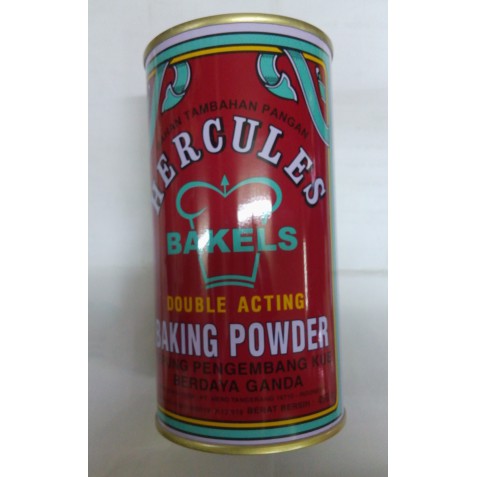 TAMBAHAN PANGAN
HERCULES
BAKELS
DOUBLE ACTING
BAKING POWDER
PENGEMBANG KUE
BERDAYA GANDA